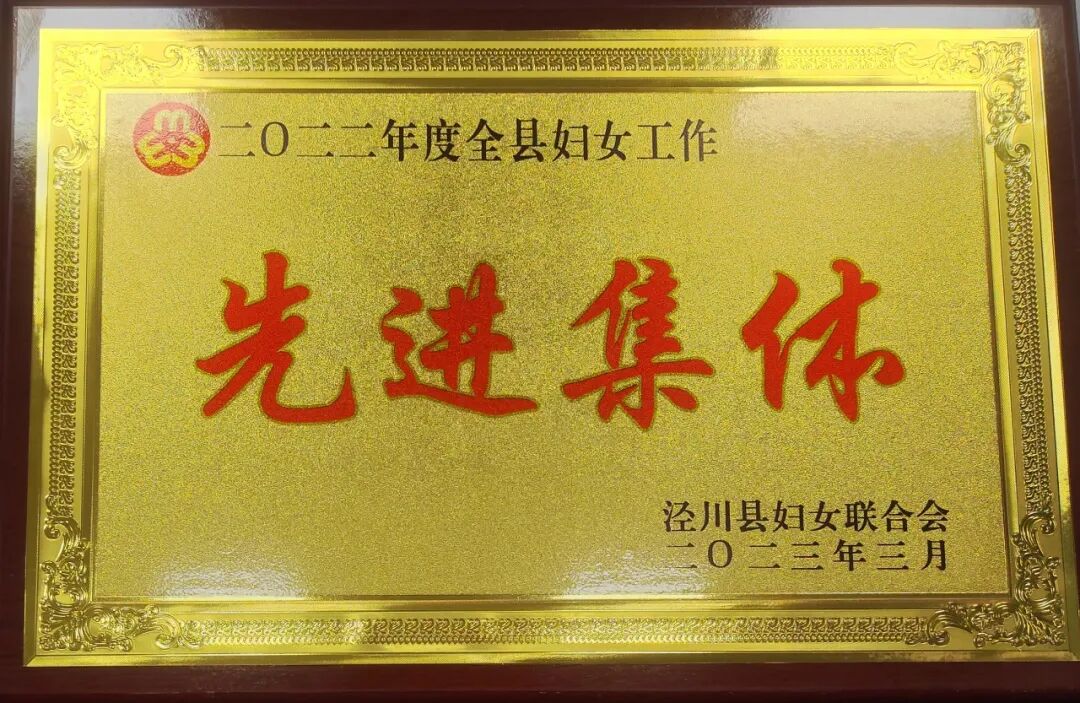 二〇二二年度全县妇女工作
先进集体
泾川县妇女联合会
二〇二三年三月